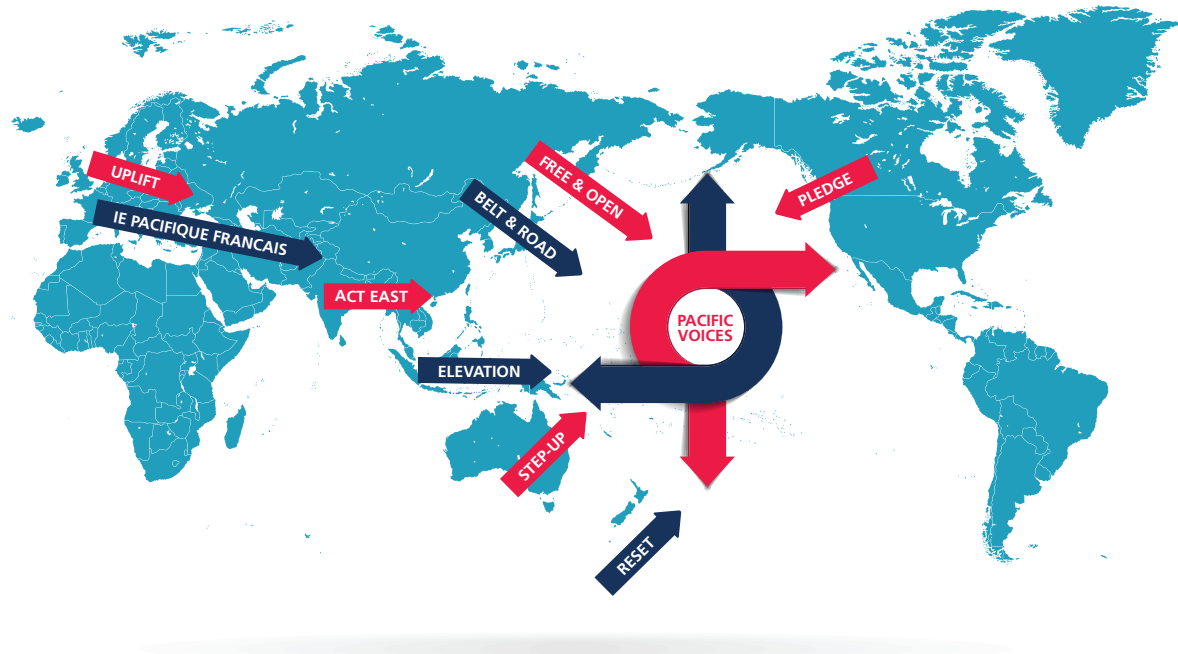 UPLIFT
IE PACIFIQUE FRANCAIS
ACT EAST
ELEVATION
STEP-UP
RESET
BELT & ROAD
FREE & OPEN
PLEDGE
PACIFIC
VOICES